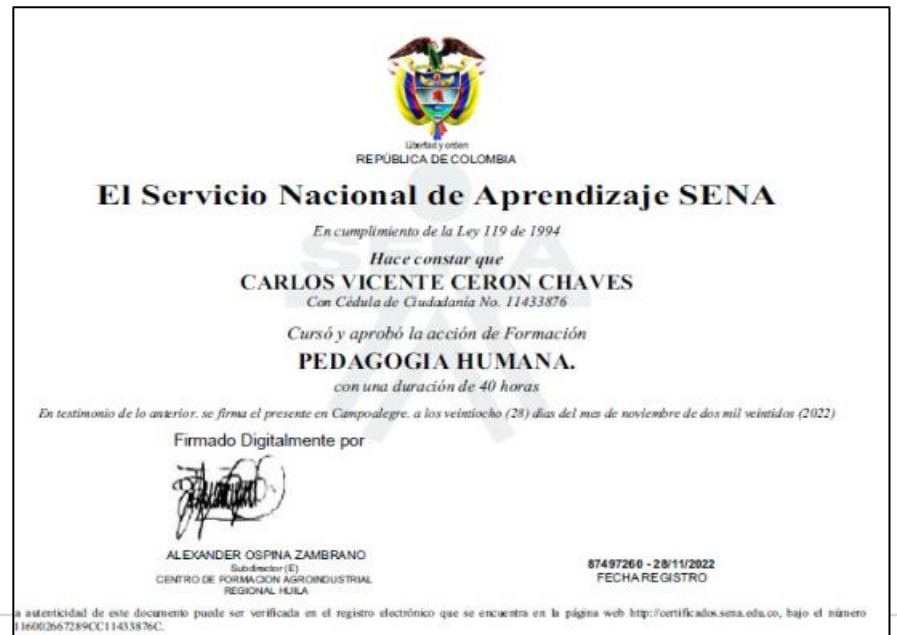 Libertad y orden
REPÚBLICA DE COLOMBIA
SENA
El Servicio Nacional de Aprendizaje SENA
En cumplimiento de la Ley 119 de 1994
Hace constar que
CARLOS VICENTE CERON CHAVES
Con Cédula de Ciudadanía No. 11433876
Cursó y aprobó la acción de Formación
PEDAGOGIA HUMANA.
con una duración de 40 horas
En testimonio de lo anterior, se firma el presente en Campoalegre, a los veintiocho (28) días del mes de noviembre de dos mil veintidos (2022)
Firmado Digitalmente por
ALEXANDER OSPINA ZAMBRANO
Subdirector (E)
CENTRO DE FORMACION AGROINDUSTRIAL
REGIONAL HUILA
87497260 - 28/11/2022
FECHA REGISTRO
a autenticidad de este documento puede ser verificada en el registro electrónico que se encuentra en la página web http://certificados.sena.edu.co, bajo el número
116002667289CC11433876C.